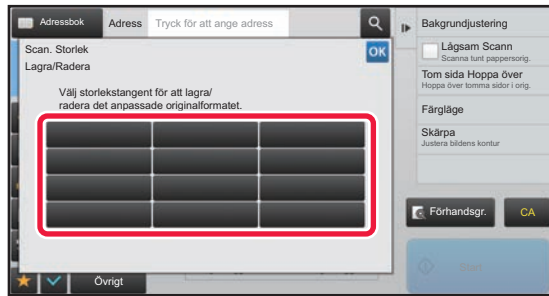 Adressbok
Adress
Tryck för att ange adress
Scan. Storlek
OK
Lagra/Radera
Välj storlekstangent för att lagra/
radera det anpassade originalformatet.
Övrigt
Bakgrundjustering
Lågsam Scann
Scanna tunt pappersorig.
Tom sida Hoppa över
Hoppa över tomma sidor i orig.
Färgläge
Skärpa
Justera bildens kontur
Förhandsgr.
CA
Start